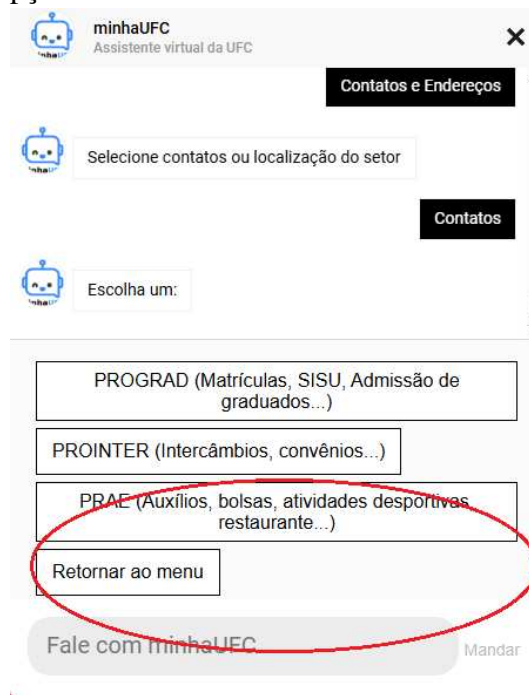 minhaUFC
Assistente virtual da UFC
Contatos e Endereços
Selecione contatos ou localização do setor
Contatos
Escolha um:
PROGRAD (Matrículas, SISU, Admissão de
graduados...)
PROINTER (Intercâmbios, convênios...)
PRAE (Auxílios, bolsas, atividades desportivas,
restaurante...)
Retornar ao menu
Fale com minhaUFC
Mandar